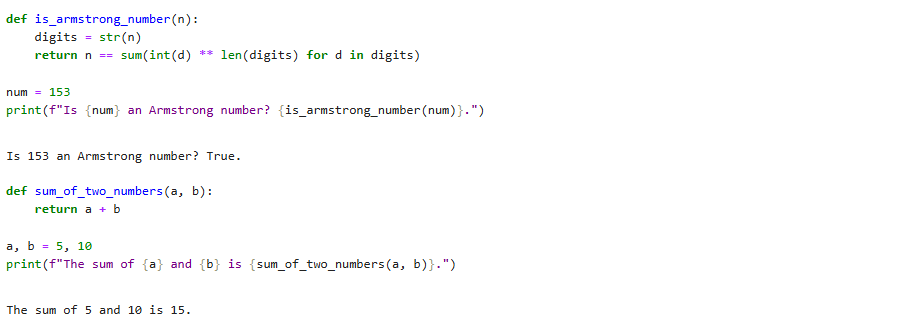 def is_armstrong_number(n):
    digits = str(n)
    return n == sum(int(d) ** len(digits) for d in digits)
num = 153
print(f"Is {num} an Armstrong number? {is_armstrong_number(num)}.")
Is 153 an Armstrong number? True.
def sum_of_two_numbers(a, b):
    return a + b
a, b = 5, 10
print(f"The sum of {a} and {b} is {sum_of_two_numbers(a, b)}.")
The sum of 5 and 10 is 15.